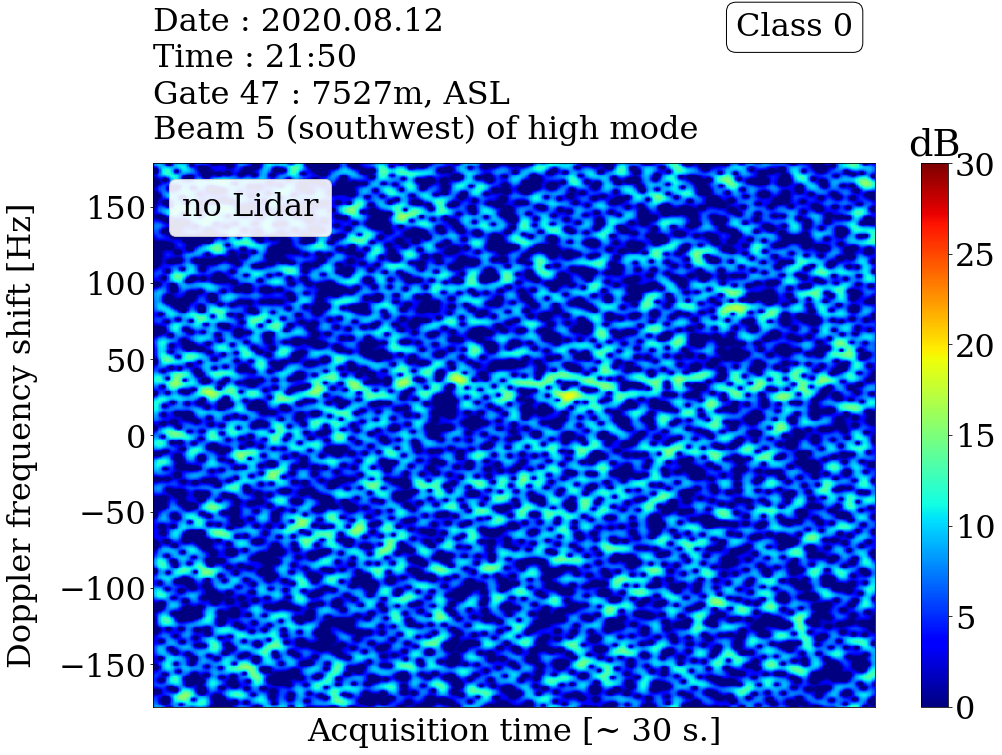 Date : 2020.08.12
Time : 21:50
Gate 47 : 7527m, ASL
Beam 5 (southwest) of high mode
Class 0
no Lidar
dB
30
25
20
15
10
5
0
Doppler frequency shift [Hz]
150
100
50
0
−50
−100
−150
Acquisition time [~ 30 s.]